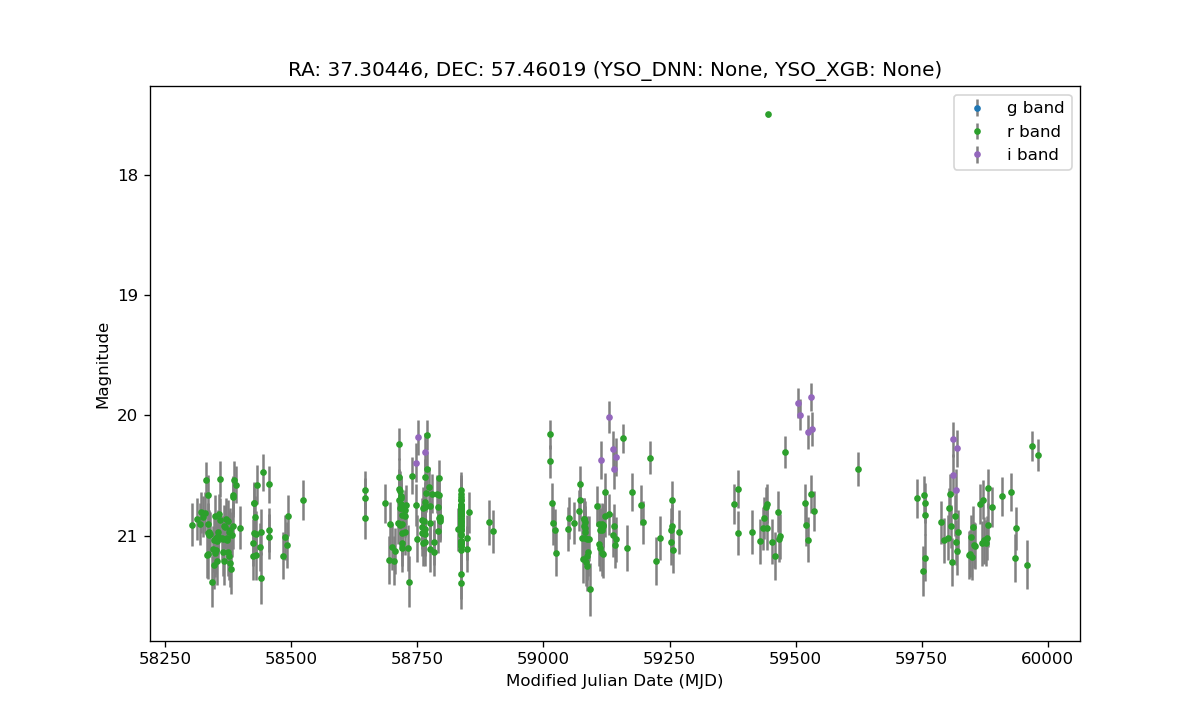 RA: 37.30446, DEC: 57.46019 (YSO_DNN: None, YSO_XGB: None)
g band
r band
i band
18
19
20
21
Magnitude
58250 58500 58750 59000 59250 59500 59750 60000
Modified Julian Date (MJD)